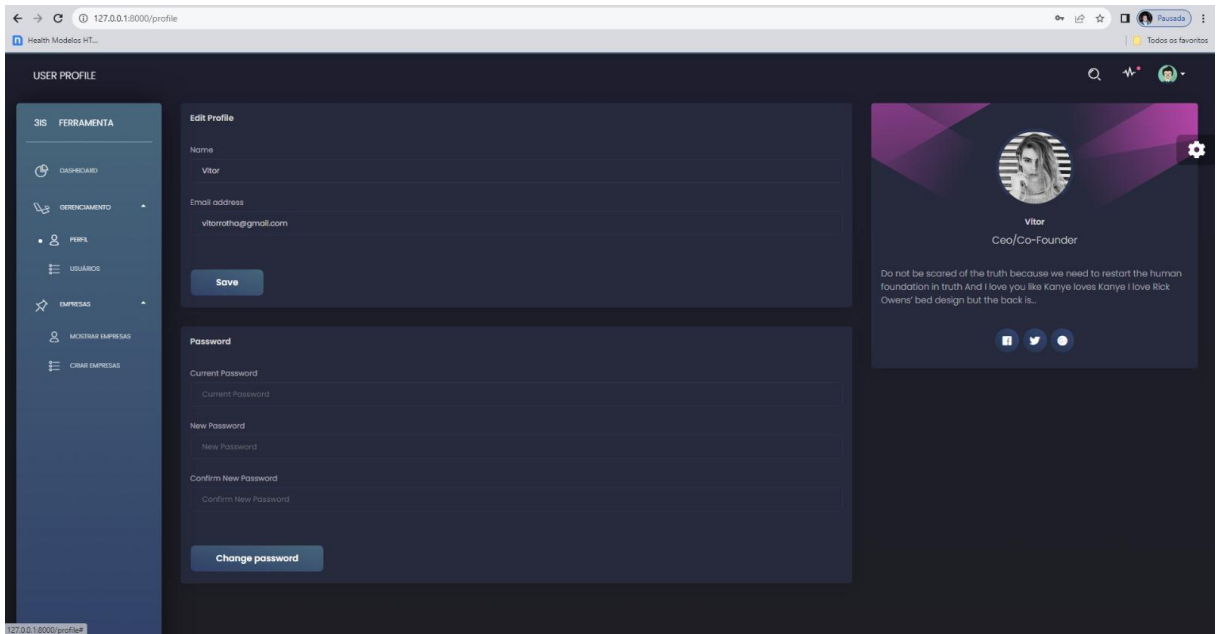 127.0.0.1:8000/profile
Pausada
Health Modelos HT...
Todos os favoritos
USER PROFILE
3IS FERRAMENTA
DASHBOARD
GERENCIAMENTO
PERFIL
USUÁRIOS
EMPRESAS
MOSTRAR EMPRESAS
CRIAR EMPRESAS
Edit Profile
Name
Vitor
Email address
vitorrotha@gmail.com
Save
Password
Current Password
Current Password
New Password
New Password
Confirm New Password
Confirm New Password
Change password
Vitor
Ceo/Co-Founder
Do not be scared of the truth because we need to restart the human
foundation in truth And I love you like Kanye loves Kanye I love Rick
Owens' bed design but the back is...
127.0.0.1:8000/profile#